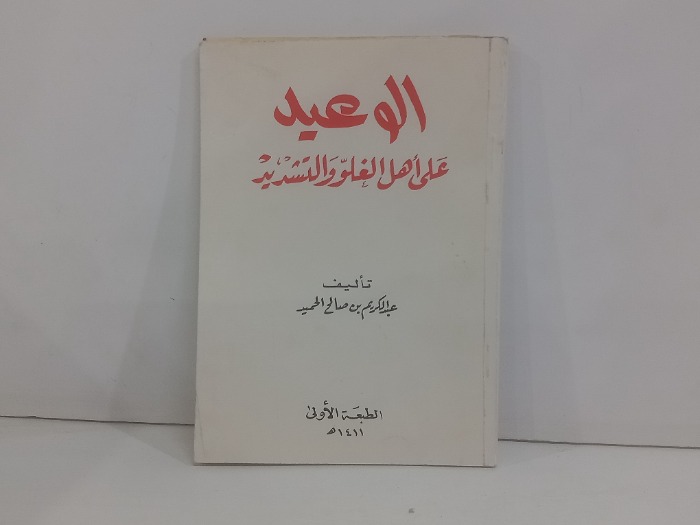 الوعيد
على أهل الغلوّ والتشديد
تأليف
عبدالكريم بن صالح الحميد
الطبعة الأولى
١٤١١هـ